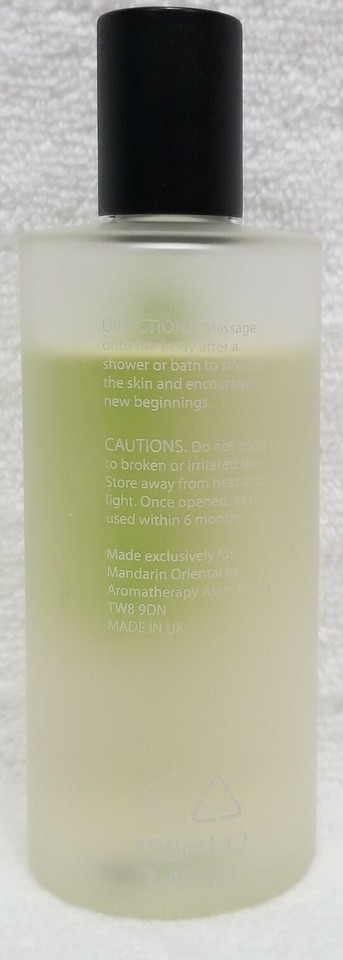 DIRECTIONS. Massage
onto the body after a
shower or bath to smooth
the skin and encourage
new beginnings.
CAUTIONS. Do not apply
to broken or irritated skin.
Store away from heat and
light. Once opened, best
used within 6 months.
Made exclusively for
Mandarin Oriental by
Aromatherapy
TW8 9DN
MADE IN UK
100ml ℮